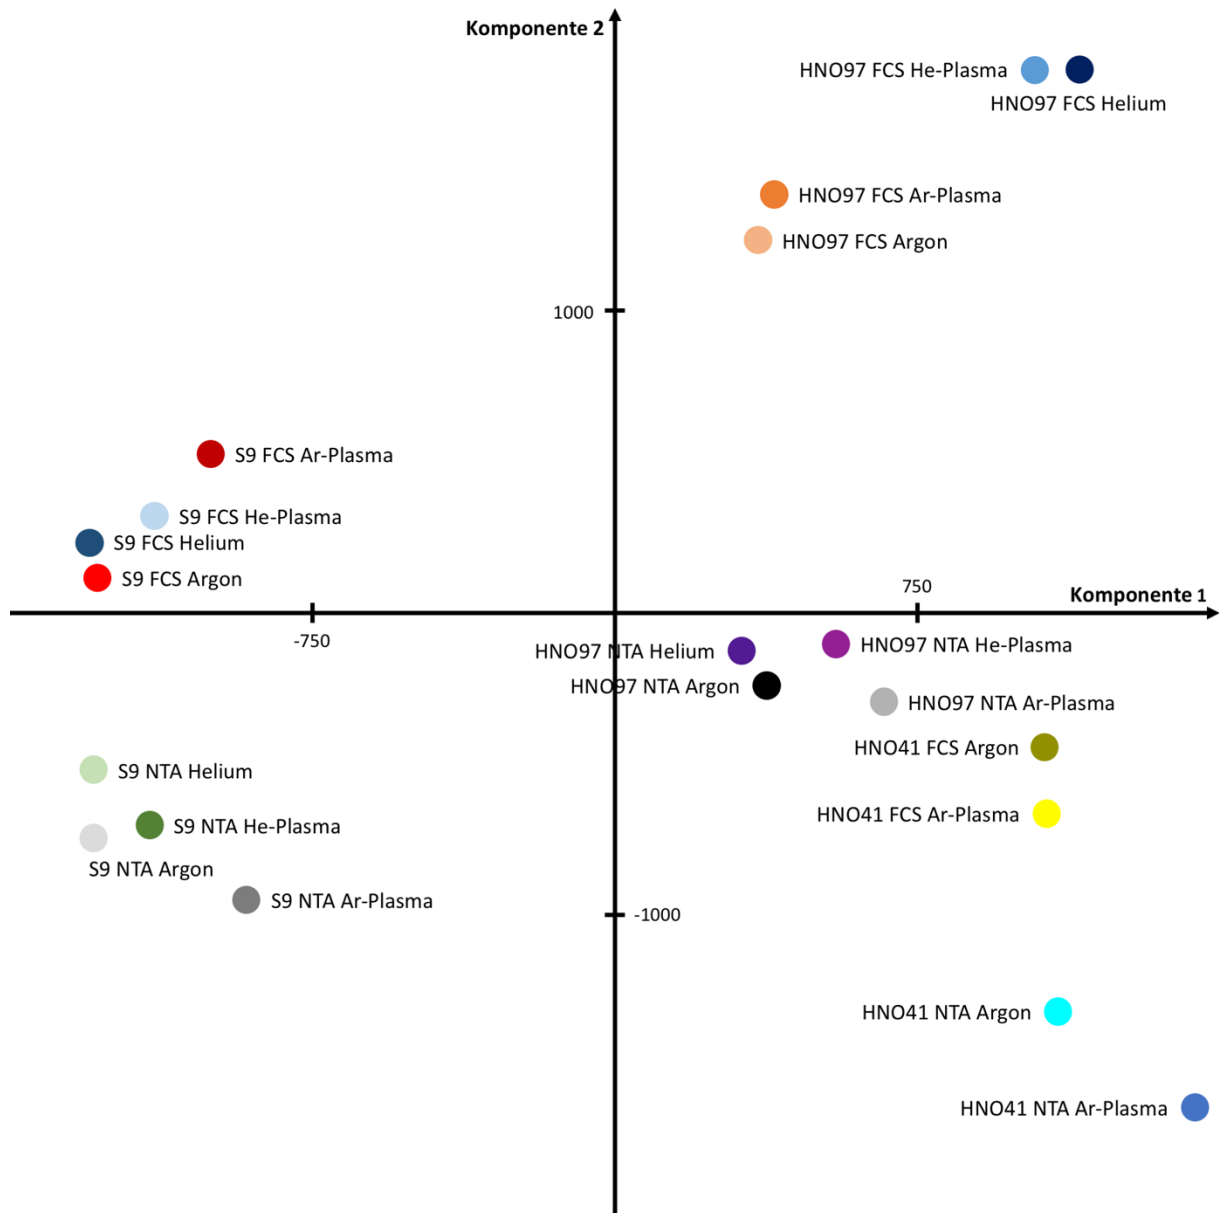 Komponente 2
HNO97 FCS He-Plasma
HNO97 FCS Helium
HNO97 FCS Ar-Plasma
HNO97 FCS Argon
1000
S9 FCS Ar-Plasma
S9 FCS He-Plasma
S9 FCS Helium
S9 FCS Argon
750
Komponente 1
-750
HNO97 NTA Helium
HNO97 NTA He-Plasma
HNO97 NTA Argon
HNO97 NTA Ar-Plasma
HNO41 FCS Argon
S9 NTA Helium
HNO41 FCS Ar-Plasma
S9 NTA He-Plasma
S9 NTA Argon
S9 NTA Ar-Plasma
-1000
HNO41 NTA Argon
HNO41 NTA Ar-Plasma